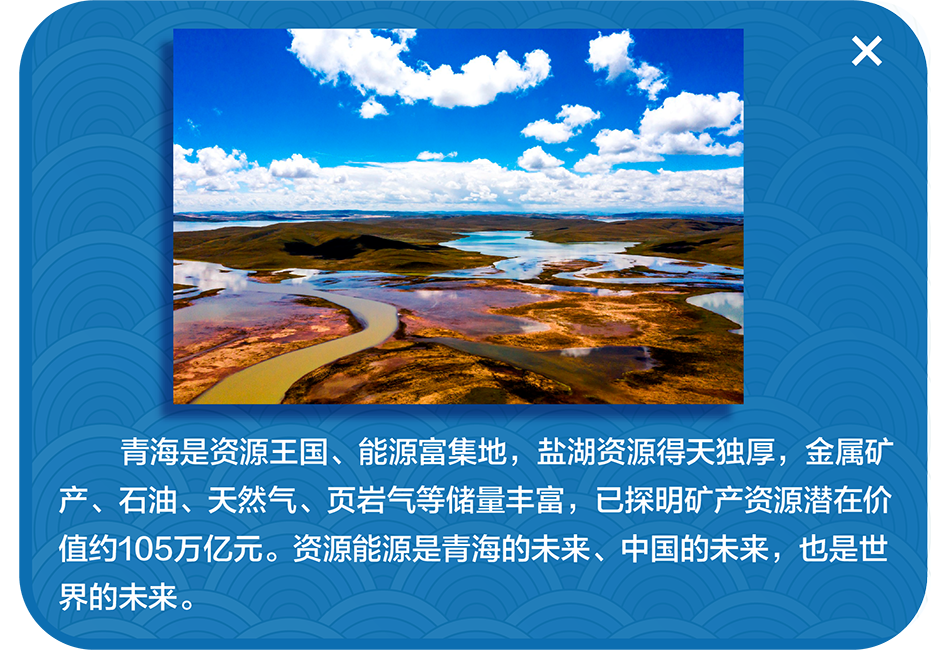 青海是资源王国、能源富集地，盐湖资源得天独厚，金属矿
产、石油、天然气、页岩气等储量丰富，已探明矿产资源潜在价
值约105万亿元。资源能源是青海的未来、中国的未来，也是世
界的未来。